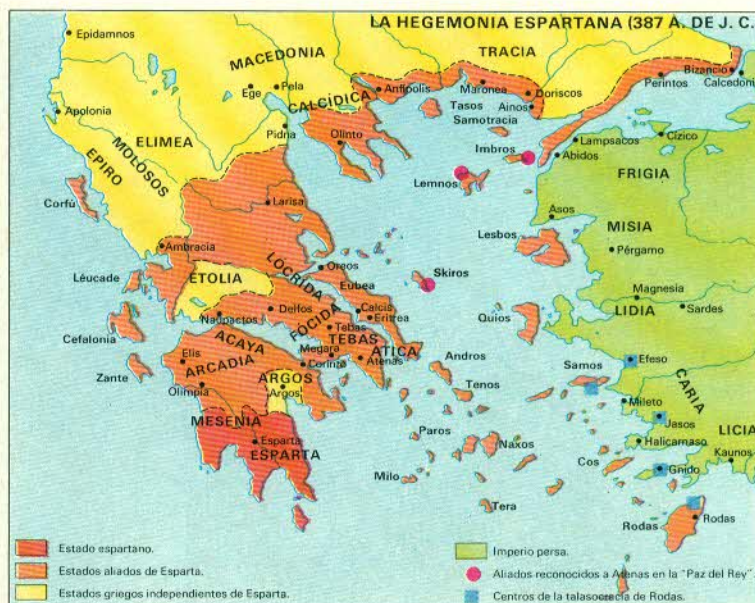 LA HEGEMONIA ESPARTANA (387 A. DE J. C.
Epidamnos
MACEDONIA
TRACIA
Bizancio
Calcedoni
Ege
Pela
Anfípolis
Maronea
Doriscos
Perintos
Apolonia
CALCÍDICA
Tasos
Ainos
Samotracia
ELIMEA
Pidna
Olinto
Imbros
Lampsacos
Cízico
MOLOSOS
EPIRO
Abidos
Lemnos
FRIGIA
Corfú
Larisa
Asos
MISIA
Lesbos
Pérgamo
Ambracia
LOCRIDA
Oreos
Skiros
ETOLIA
Eubea
Magnesia
Léucade
Delfos
Calcis
LIDIA
Sardes
Naupactos
FÓCIDA
Eritrea
Quios
Tebas
Cefalonia
ACAYA
TEBAS
Megara
ATICA
Elis
ARCADIA
Corinto
Atenas
Andros
Efeso
Zante
ARGOS
Samos
Olimpia
Argos
Tenos
CARIA
Mileto
MESENIA
Jasos
LICIA
Paros
Halicarnaso
Esparta
Naxos
Kaunos
ESPARTA
Cos
Milo
Gnido
Tera
Rodas
Rodas
Estado espartano.
Estados aliados de Esparta.
Estados griegos independientes de Esparta.
Imperio persa.
Aliados reconocidos a Atenas en la "Paz del Rey".
Centros de la talasocracia de Rodas.